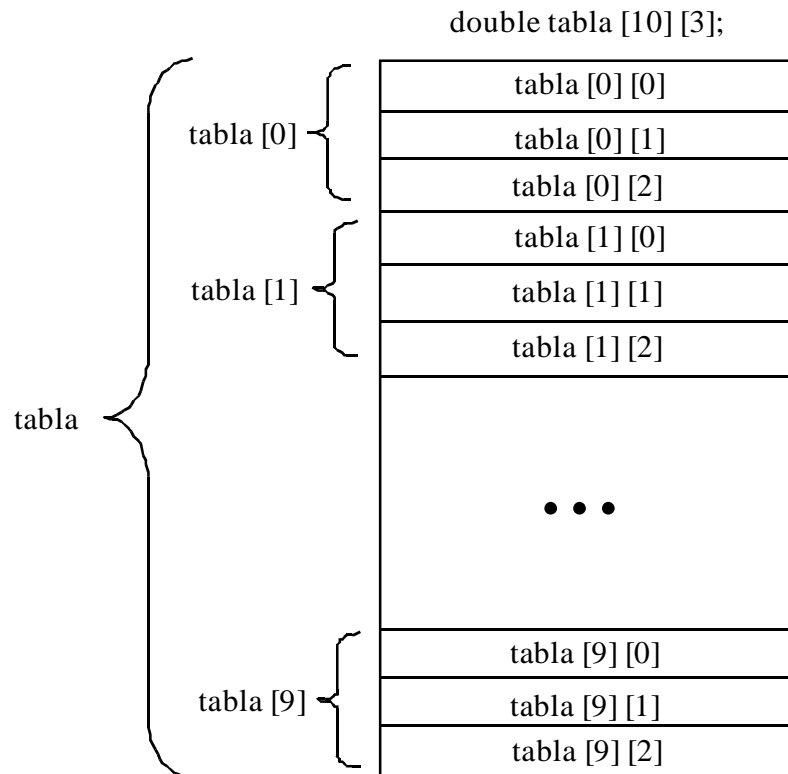 double tabla [10] [3];
tabla [0] [0]
tabla [0]
tabla [0] [1]
tabla [0] [2]
tabla [1] [0]
tabla [1]
tabla [1] [1]
tabla [1] [2]
tabla
• • •
tabla [9] [0]
tabla [9]
tabla [9] [1]
tabla [9] [2]